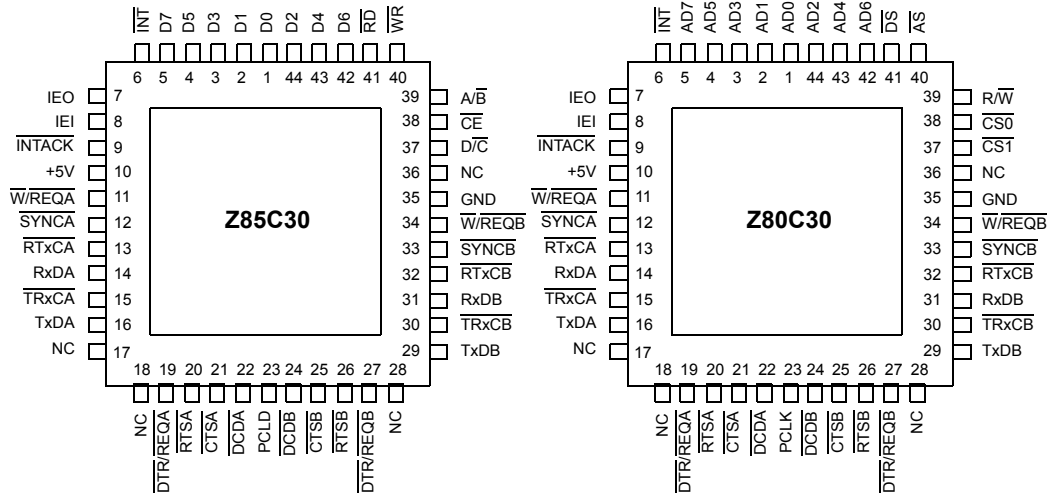 INT D7 D5 D3 D1 D0 D2 D4 D6 RD WR
6 5 4 3 2 1 44 43 42 41 40
IEO 7
IEI 8
INTACK 9
+5V 10
W/REQA 11
SYNCA 12
RTxCA 13
RxDA 14
TRxCA 15
TxDA 16
NC 17
Z85C30
39 A/B
38 CE
37 D/C
36 NC
35 GND
34 W/REQB
33 SYNCB
32 RTxCB
31 RxDB
30 TRxCB
29 TxDB
18 19 20 21 22 23 24 25 26 27 28
NC DTR/REQA RTSA CTSA DCDA PCLD DCDB CTSB RTSB DTR/REQB NC
INT AD7 AD5 AD3 AD1 AD0 AD2 AD4 AD6 DS AS
6 5 4 3 2 1 44 43 42 41 40
IEO 7
IEI 8
INTACK 9
+5V 10
W/REQA 11
SYNCA 12
RTxCA 13
RxDA 14
TRxCA 15
TxDA 16
NC 17
Z80C30
39 R/W
38 CS0
37 CS1
36 NC
35 GND
34 W/REQB
33 SYNCB
32 RTxCB
31 RxDB
30 TRxCB
29 TxDB
18 19 20 21 22 23 24 25 26 27 28
NC DTR/REQA RTSA CTSA DCDA PCLK DCDB CTSB RTSB DTR/REQB NC